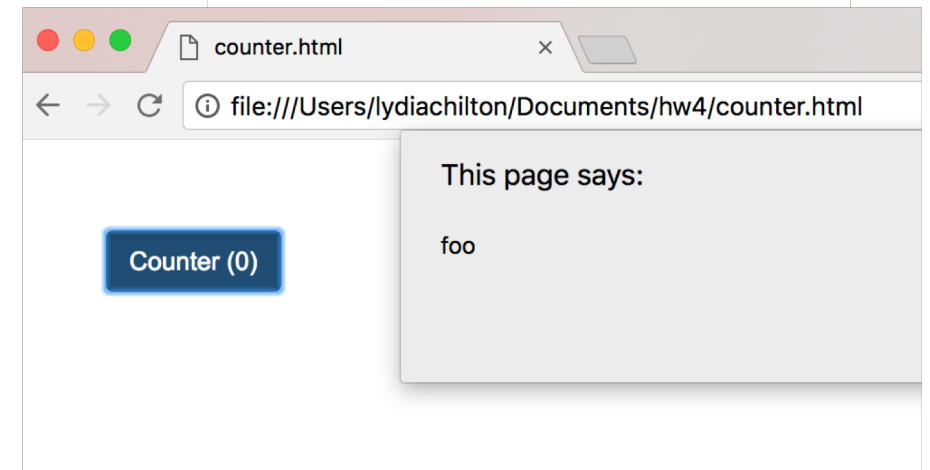 counter.html
file:///Users/lydiachilton/Documents/hw4/counter.html
This page says:
foo
Counter (0)